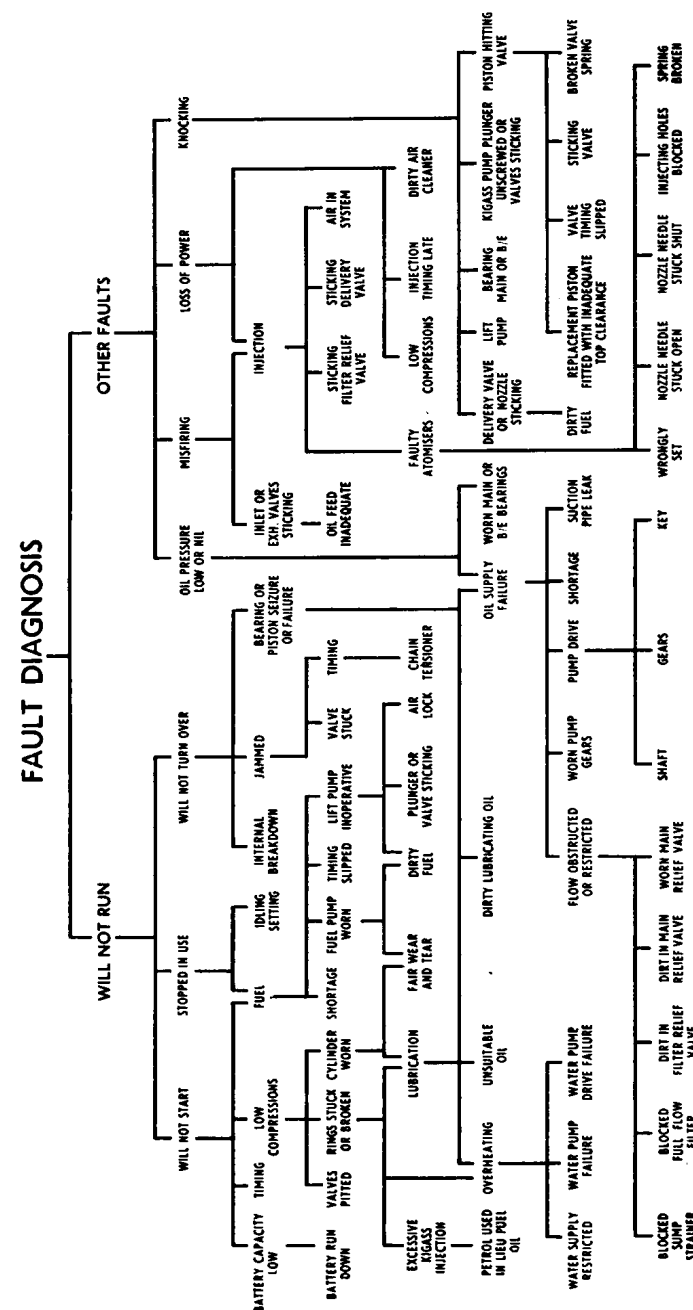 FAULT DIAGNOSIS
WILL NOT RUN
OTHER FAULTS
WILL NOT START
STOPPED IN USE
WILL NOT TURN OVER
OIL PRESSURE
LOW OR NIL
MISFIRING
LOSS OF POWER
KNOCKING
BATTERY CAPACITY
LOW
TIMING
LOW
COMPRESSIONS
FUEL
IDLING
SETTING
INTERNAL
BREAKDOWN
JAMMED
BEARING OR
PISTON SEIZURE
OR FAILURE
INLET OR
EXH. VALVES
STICKING
INJECTION
BATTERY RUN
DOWN
VALVES
PITTED
RINGS STUCK
OR BROKEN
CYLINDER
WORN
SHORTAGE
FUEL PUMP
WORN
TIMING
SLIPPED
LIFT PUMP
INOPERATIVE
VALVE
STUCK
TIMING
OIL FEED
INADEQUATE
STICKING
FILTER RELIEF
VALVE
STICKING
DELIVERY
VALVE
AIR IN
SYSTEM
EXCESSIVE
KIGASS
INJECTION
LUBRICATION
FAIR WEAR
AND TEAR
DIRTY
FUEL
PLUNGER OR
VALVE STICKING
AIR
LOCK
CHAIN
TENSIONER
FAULTY
ATOMISERS
LOW
COMPRESSIONS
INJECTION
TIMING LATE
DIRTY AIR
CLEANER
PETROL USED
IN LIEU FUEL
OIL
OVERHEATING
UNSUITABLE
OIL
DIRTY LUBRICATING OIL
OIL SUPPLY
FAILURE
WORN MAIN OR
B/E BEARINGS
DELIVERY VALVE
OR NOZZLE
STICKING
LIFT
PUMP
BEARING
MAIN OR B/E
KIGASS PUMP PLUNGER
UNSCREWED OR
VALVES STICKING
PISTON HITTING
VALVE
WATER SUPPLY
RESTRICTED
WATER PUMP
FAILURE
WATER PUMP
DRIVE FAILURE
FLOW OBSTRUCTED
OR RESTRICTED
WORN PUMP
GEARS
PUMP DRIVE
SHORTAGE
SUCTION
PIPE LEAK
DIRTY
FUEL
REPLACEMENT PISTON
FITTED WITH INADEQUATE
TOP CLEARANCE
VALVE
TIMING
SLIPPED
STICKING
VALVE
BROKEN VALVE
SPRING
BLOCKED
SUMP
STRAINER
BLOCKED
FULL FLOW
FILTER
DIRT IN
FILTER RELIEF
VALVE
DIRT IN MAIN
RELIEF VALVE
WORN MAIN
RELIEF VALVE
SHAFT
GEARS
KEY
WRONGLY
SET
NOZZLE NEEDLE
STUCK OPEN
NOZZLE NEEDLE
STUCK SHUT
INJECTING HOLES
BLOCKED
SPRING
BROKEN